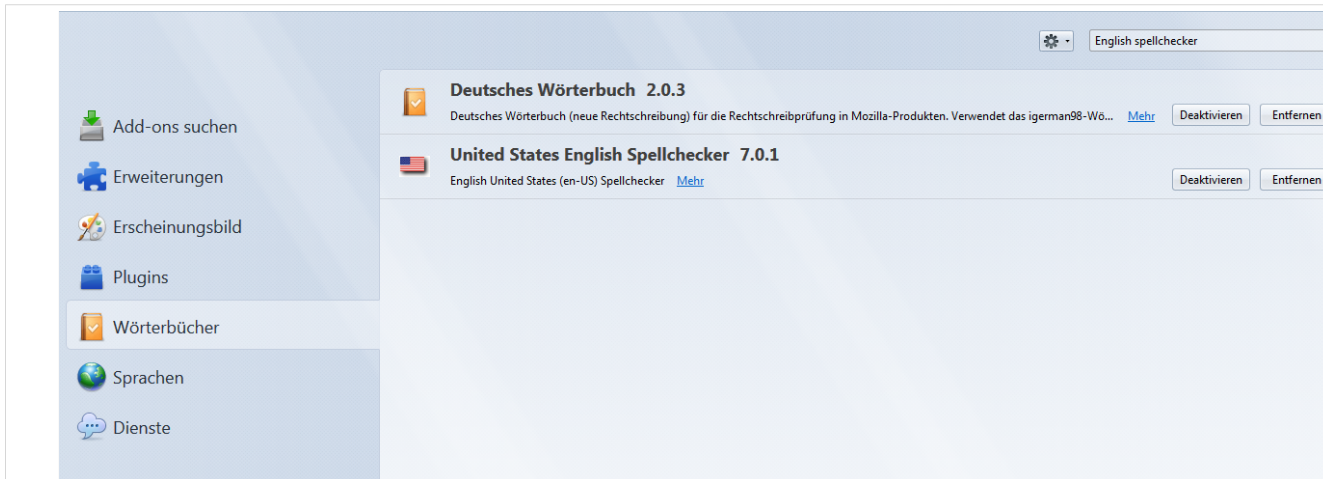 English spellchecker
Add-ons suchen
Erweiterungen
Erscheinungsbild
Plugins
Wörterbücher
Sprachen
Dienste
Deutsches Wörterbuch 2.0.3
Deutsches Wörterbuch (neue Rechtschreibung) für die Rechtschreibprüfung in Mozilla-Produkten. Verwendet das igerman98-Wö... Mehr Deaktivieren Entfernen
United States English Spellchecker 7.0.1
English United States (en-US) Spellchecker Mehr Deaktivieren Entfernen